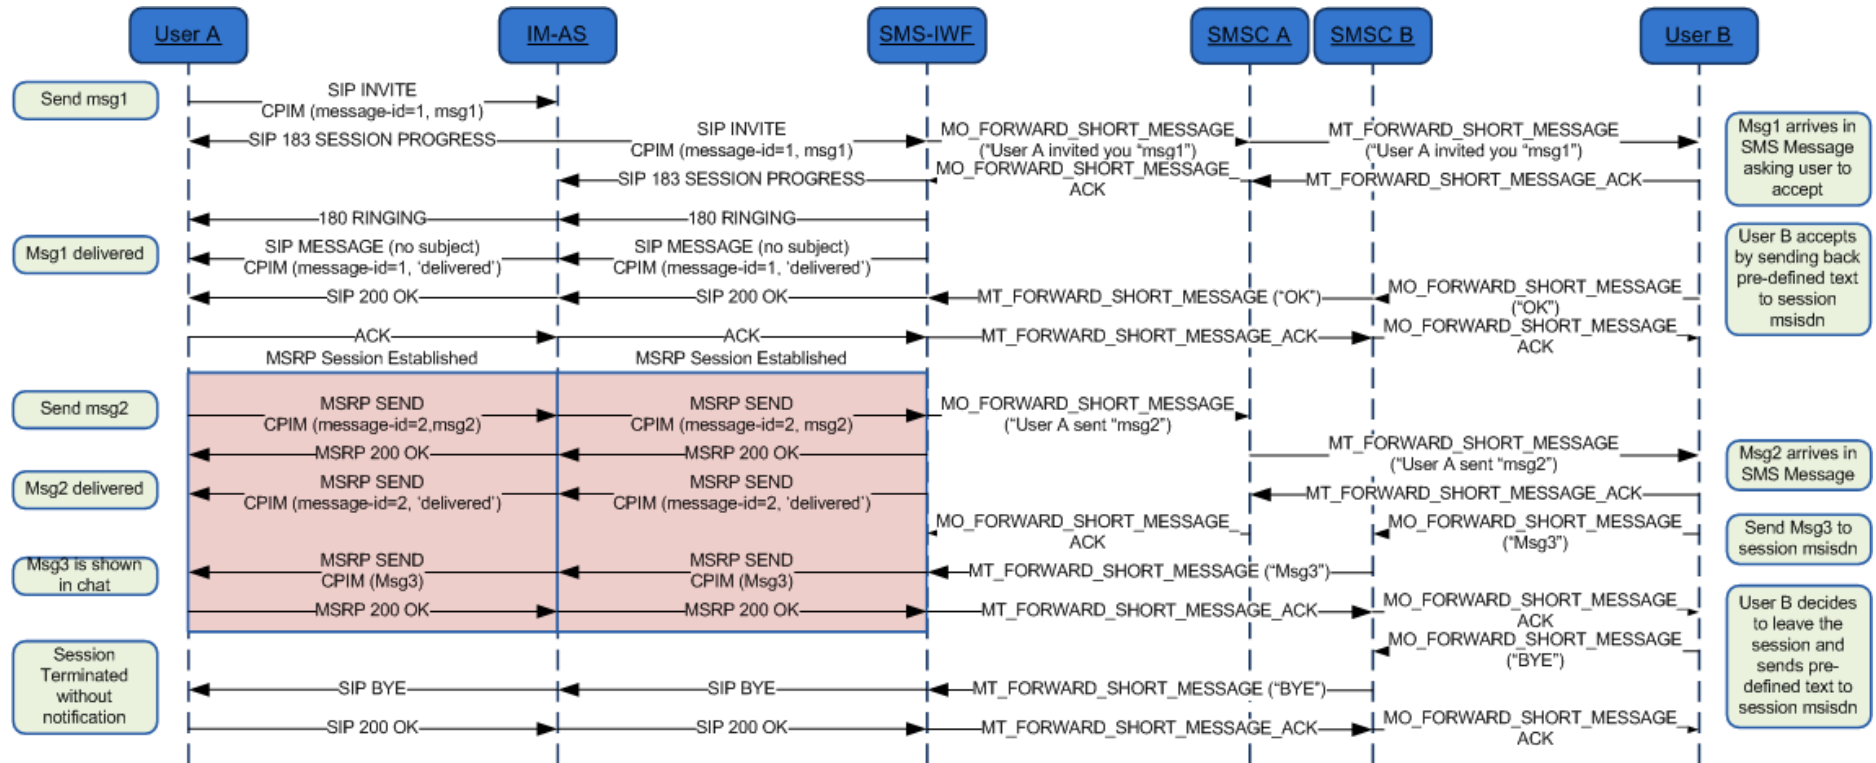 User A
IM-AS
SMS-IWF
SMSC A
SMSC B
User B
Send msg1
SIP INVITE
CPIM (message-id=1, msg1)
SIP 183 SESSION PROGRESS
SIP INVITE
CPIM (message-id=1, msg1)
MO_FORWARD_SHORT_MESSAGE
(“User A invited you “msg1”)
MT_FORWARD_SHORT_MESSAGE
(“User A invited you “msg1”)
Msg1 arrives in
SMS Message
asking user to
accept
SIP 183 SESSION PROGRESS
MO_FORWARD_SHORT_MESSAGE_
ACK
MT_FORWARD_SHORT_MESSAGE_ACK
180 RINGING
180 RINGING
Msg1 delivered
SIP MESSAGE (no subject)
CPIM (message-id=1, ‘delivered’)
SIP MESSAGE (no subject)
CPIM (message-id=1, ‘delivered’)
User B accepts
by sending back
pre-defined text
to session
msisdn
SIP 200 OK
SIP 200 OK
MT_FORWARD_SHORT_MESSAGE (“OK”)
MO_FORWARD_SHORT_MESSAGE
(“OK”)
ACK
ACK
MT_FORWARD_SHORT_MESSAGE_ACK
MO_FORWARD_SHORT_MESSAGE_
ACK
MSRP Session Established
MSRP Session Established
Send msg2
MSRP SEND
CPIM (message-id=2,msg2)
MSRP SEND
CPIM (message-id=2, msg2)
MO_FORWARD_SHORT_MESSAGE
(“User A sent “msg2”)
MSRP 200 OK
MSRP 200 OK
MT_FORWARD_SHORT_MESSAGE
(“User A sent “msg2”)
Msg2 arrives in
SMS Message
Msg2 delivered
MSRP SEND
CPIM (message-id=2, ‘delivered’)
MSRP SEND
CPIM (message-id=2, ‘delivered’)
MT_FORWARD_SHORT_MESSAGE_ACK
MO_FORWARD_SHORT_MESSAGE_
ACK
MO_FORWARD_SHORT_MESSAGE
(“Msg3”)
Send Msg3 to
session msisdn
Msg3 is shown
in chat
MSRP SEND
CPIM (Msg3)
MSRP SEND
CPIM (Msg3)
MT_FORWARD_SHORT_MESSAGE (“Msg3”)
MSRP 200 OK
MSRP 200 OK
MT_FORWARD_SHORT_MESSAGE_ACK
MO_FORWARD_SHORT_MESSAGE_
ACK
User B decides
to leave the
session and
sends pre-
defined text to
session msisdn
MO_FORWARD_SHORT_MESSAGE
(“BYE”)
Session
Terminated
without
notification
SIP BYE
SIP BYE
MT_FORWARD_SHORT_MESSAGE (“BYE”)
SIP 200 OK
SIP 200 OK
MT_FORWARD_SHORT_MESSAGE_ACK
MO_FORWARD_SHORT_MESSAGE_
ACK